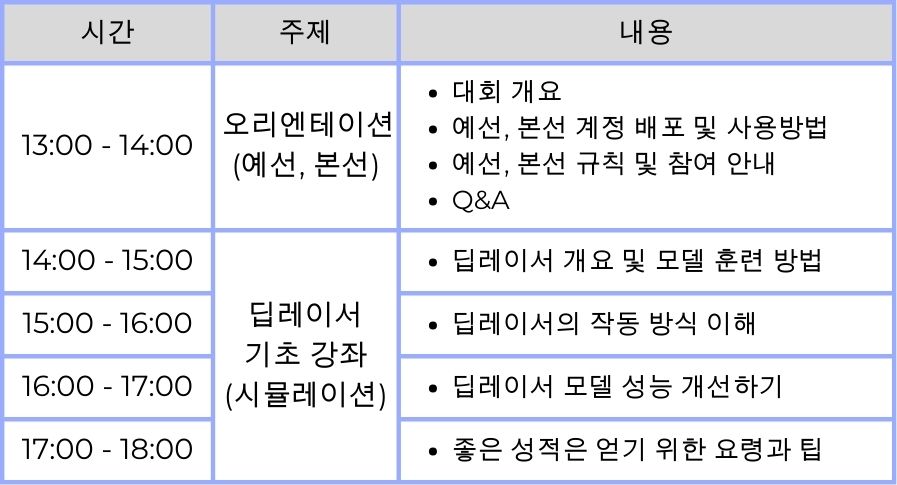 시간 주제 내용
13:00 - 14:00
오리엔테이션
(예선, 본선)
• 대회 개요
• 예선, 본선 계정 배포 및 사용방법
• 예선, 본선 규칙 및 참여 안내
• Q&A
14:00 - 15:00
딥레이서
기초 강좌
(시뮬레이션)
• 딥레이서 개요 및 모델 훈련 방법
15:00 - 16:00
• 딥레이서의 작동 방식 이해
16:00 - 17:00
• 딥레이서 모델 성능 개선하기
17:00 - 18:00
• 좋은 성적은 얻기 위한 요령과 팁